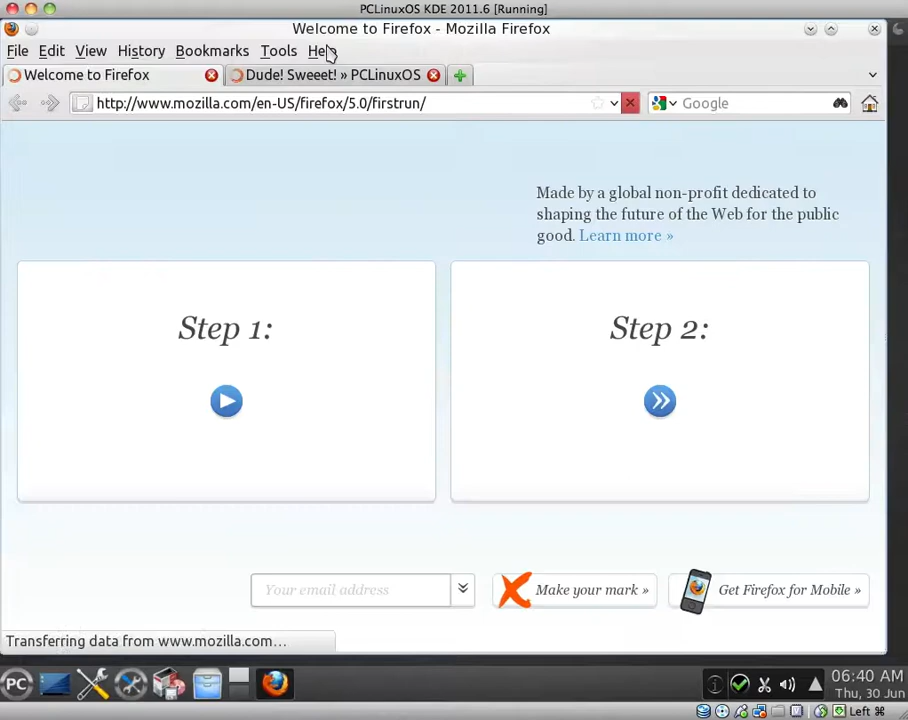 PCLinuxOS KDE 2011.6 [Running]
Welcome to Firefox - Mozilla Firefox
File Edit View History Bookmarks Tools Help
Welcome to Firefox Dude! Sweeet! » PCLinuxOS
http://www.mozilla.com/en-US/firefox/5.0/firstrun/ Google
Made by a global non-profit dedicated to
shaping the future of the Web for the public
good. Learn more »
Step 1: Step 2:
Your email address Make your mark » Get Firefox for Mobile »
Transferring data from www.mozilla.com...
PC 06:40 AM
Thu, 30 Jun
Left ⌘